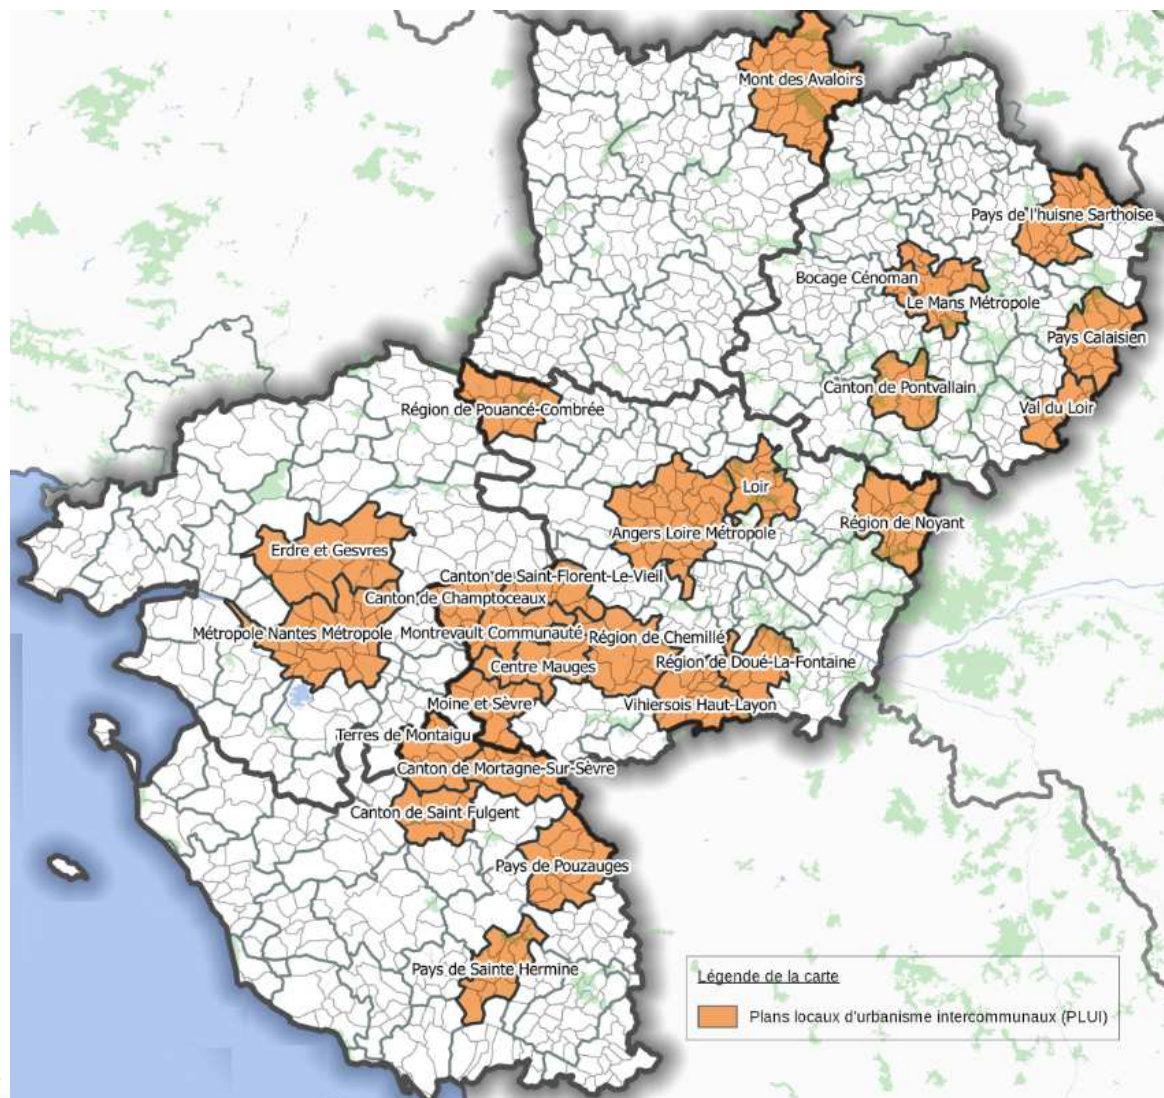 Mont des Avaloirs
Pays de l'huisne Sarthoise
Bocage Cénoman
Le Mans Métropole
Pays Calaisien
Canton de Pontvallain
Val du Loir
Région de Pouancé-Combrée
Loir
Région de Noyant
Angers Loire Métropole
Erdre et Gesvres
Canton de Saint-Florent-Le-Vieil
Canton de Champtoceaux
Métropole Nantes Métropole
Montrevault Communauté
Région de Chemillé
Centre Mauges
Région de Doué-La-Fontaine
Moine et Sèvre
Vihiersois Haut-Layon
Terres de Montaigu
Canton de Mortagne-Sur-Sèvre
Canton de Saint Fulgent
Pays de Pouzauges
Pays de Sainte Hermine
Légende de la carte
Plans locaux d'urbanisme intercommunaux (PLUI)